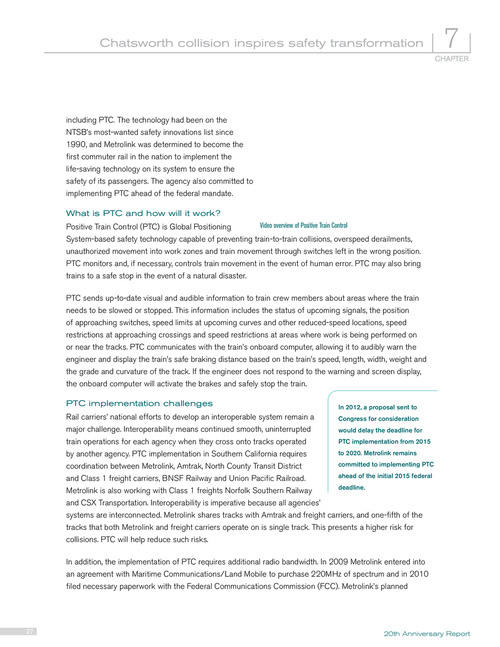 Chatsworth collision inspires safety transformation
7
CHAPTER
including PTC. The technology had been on the
NTSB's most-wanted safety innovations list since
1990, and Metrolink was determined to become the
first commuter rail in the nation to implement the
life-saving technology on its system to ensure the
safety of its passengers. The agency also committed to
implementing PTC ahead of the federal mandate.
What is PTC and how will it work?
Positive Train Control (PTC) is Global Positioning
Video overview of Positive Train Control
System-based safety technology capable of preventing train-to-train collisions, overspeed derailments,
unauthorized movement into work zones and train movement through switches left in the wrong position.
PTC monitors and, if necessary, controls train movement in the event of human error. PTC may also bring
trains to a safe stop in the event of a natural disaster.
PTC sends up-to-date visual and audible information to train crew members about areas where the train
needs to be slowed or stopped. This information includes the status of upcoming signals, the position
of approaching switches, speed limits at upcoming curves and other reduced-speed locations, speed
restrictions at approaching crossings and speed restrictions at areas where work is being performed on
or near the tracks. PTC communicates with the train's onboard computer, allowing it to audibly warn the
engineer and display the train's safe braking distance based on the train's speed, length, width, weight and
the grade and curvature of the track. If the engineer does not respond to the warning and screen display,
the onboard computer will activate the brakes and safely stop the train.
PTC implementation challenges
Rail carriers' national efforts to develop an interoperable system remain a
major challenge. Interoperability means continued smooth, uninterrupted
train operations for each agency when they cross onto tracks operated
by another agency. PTC implementation in Southern California requires
coordination between Metrolink, Amtrak, North County Transit District
and Class 1 freight carriers, BNSF Railway and Union Pacific Railroad.
Metrolink is also working with Class 1 freights Norfolk Southern Railway
and CSX Transportation. Interoperability is imperative because all agencies'
systems are interconnected. Metrolink shares tracks with Amtrak and freight carriers, and one-fifth of the
tracks that both Metrolink and freight carriers operate on is single track. This presents a higher risk for
collisions. PTC will help reduce such risks.
In 2012, a proposal sent to
Congress for consideration
would delay the deadline for
PTC implementation from 2015
to 2020. Metrolink remains
committed to implementing PTC
ahead of the initial 2015 federal
deadline.
In addition, the implementation of PTC requires additional radio bandwidth. In 2009 Metrolink entered into
an agreement with Maritime Communications/Land Mobile to purchase 220MHz of spectrum and in 2010
filed necessary paperwork with the Federal Communications Commission (FCC). Metrolink's planned
27
20th Anniversary Report